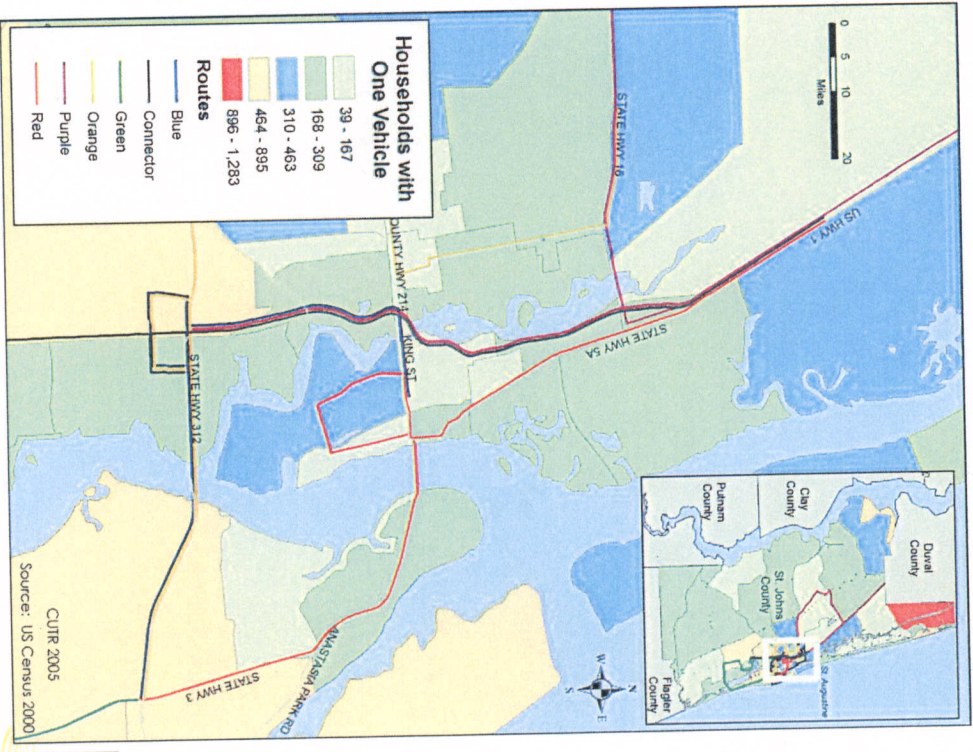 Households with
One Vehicle
39 - 167
168 - 309
310 - 463
464 - 895
896 - 1,283
Routes
Blue
Connector
Green
Orange
Purple
Red
0 5 10 20
Miles
STATE HWY 16
US HWY 1
STATE HWY 5A
OUNTY HWY 214
KING ST
STATE HWY 312
ANASTASIA PARK RD
STATE HWY 3
Duval
County
Clay
County
Putnam
County
St. Johns
County
St. Augustine
Flagler
County
N
W
E
S
CUTR 2005
Source: US Census 2000